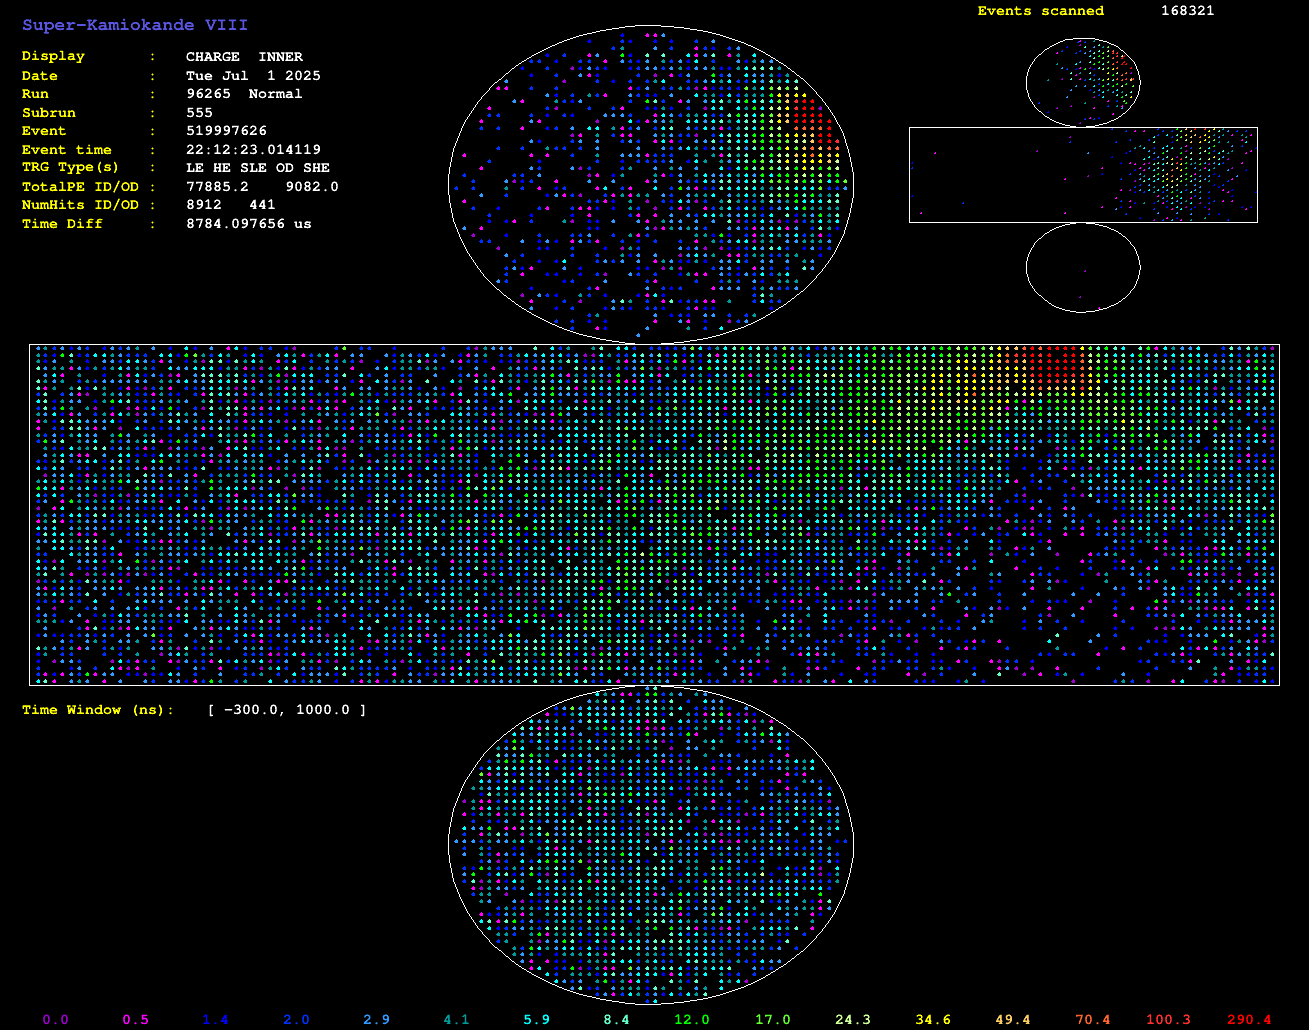 Super-Kamiokande VIII
Events scanned 168321
Display : CHARGE INNER
Date : Tue Jul 1 2025
Run : 96265 Normal
Subrun : 555
Event : 519997626
Event time : 22:12:23.014119
TRG Type(s) : LE HE SLE OD SHE
TotalPE ID/OD : 77885.2 9082.0
NumHits ID/OD : 8912 441
Time Diff : 8784.097656 us
Time Window (ns): [ -300.0, 1000.0 ]
0.0 0.5 1.4 2.0 2.9 4.1 5.9 8.4 12.0 17.0 24.3 34.6 49.4 70.4 100.3 290.4